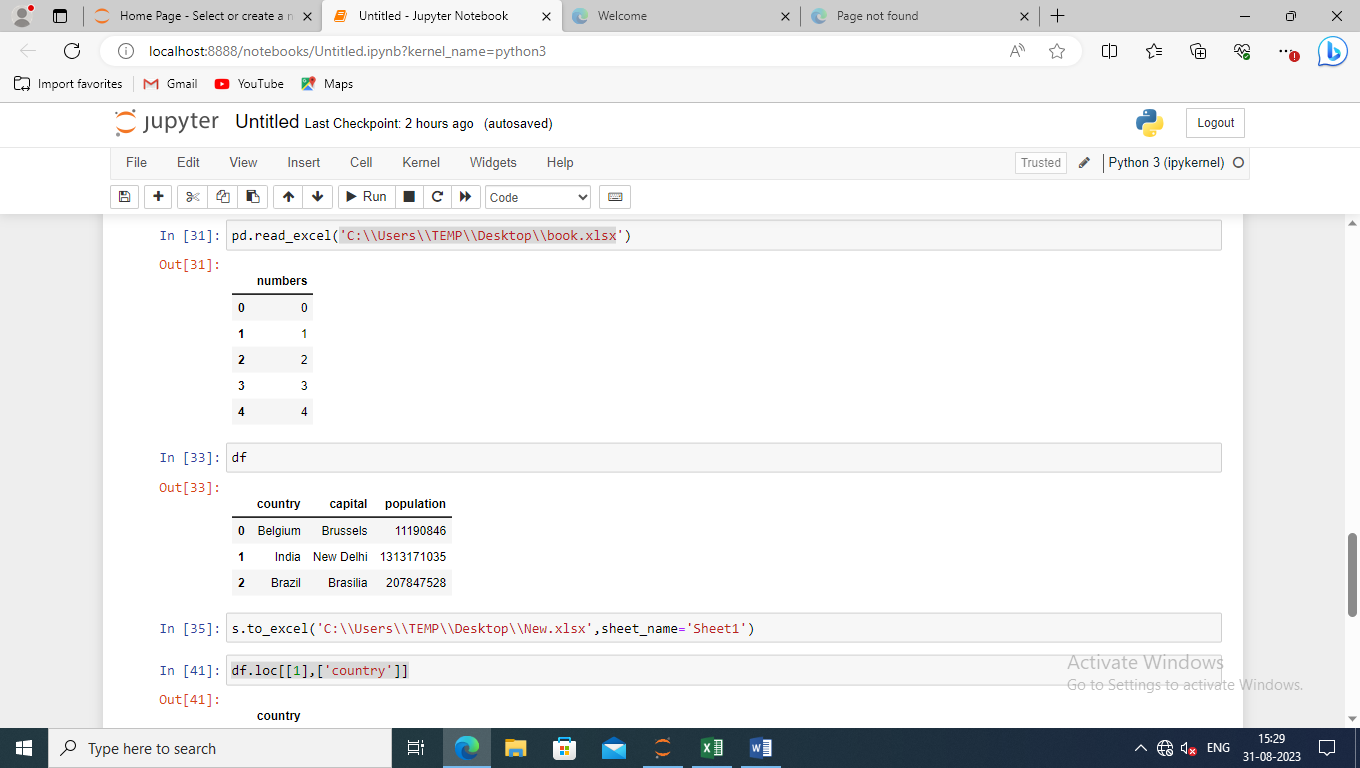 Home Page - Select or create a n
Untitled - Jupyter Notebook
Welcome
Page not found
localhost:8888/notebooks/Untitled.ipynb?kernel_name=python3
Import favorites
Gmail
YouTube
Maps
jupyter Untitled Last Checkpoint: 2 hours ago (autosaved)
Logout
File Edit View Insert Cell Kernel Widgets Help
Trusted
Python 3 (ipykernel)
Run
Code
In [31]: pd.read_excel('C:\\Users\\TEMP\\Desktop\\book.xlsx')
Out[31]:
numbers
0 0
1 1
2 2
3 3
4 4
In [33]: df
Out[33]:
country capital population
0 Belgium Brussels 11190846
1 India New Delhi 1313171035
2 Brazil Brasilia 207847528
In [35]: s.to_excel('C:\\Users\\TEMP\\Desktop\\New.xlsx',sheet_name='Sheet1')
In [41]: df.loc[[1],['country']]
Out[41]:
country
Activate Windows
Go to Settings to activate Windows.
Type here to search
ENG
15:29
31-08-2023